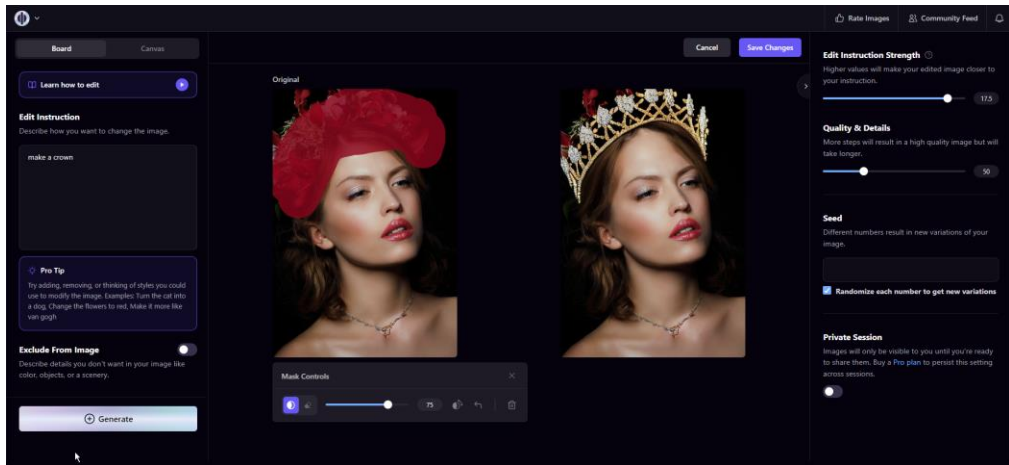 Rate Images
Community Feed
Board
Canvas
Learn how to edit
Edit Instruction
Describe how you want to change the image.
make a crown
Pro Tip
Try adding, removing, or thinking of styles you could
use to modify the image. Examples: Turn the cat into
a dog, Change the flowers to red, Make it more like
van gogh
Exclude From Image
Describe details you don't want in your image like
color, objects, or a scenery.
Generate
Cancel
Save Changes
Original
Mask Controls
75
Edit Instruction Strength
Higher values will make your edited image closer to
your instruction.
17.5
Quality & Details
More steps will result in a high quality image but will
take longer.
50
Seed
Different numbers result in new variations of your
image.
Randomize each number to get new variations
Private Session
Images will only be visible to you until you're ready
to share them. Buy a Pro plan to persist this setting
across sessions.